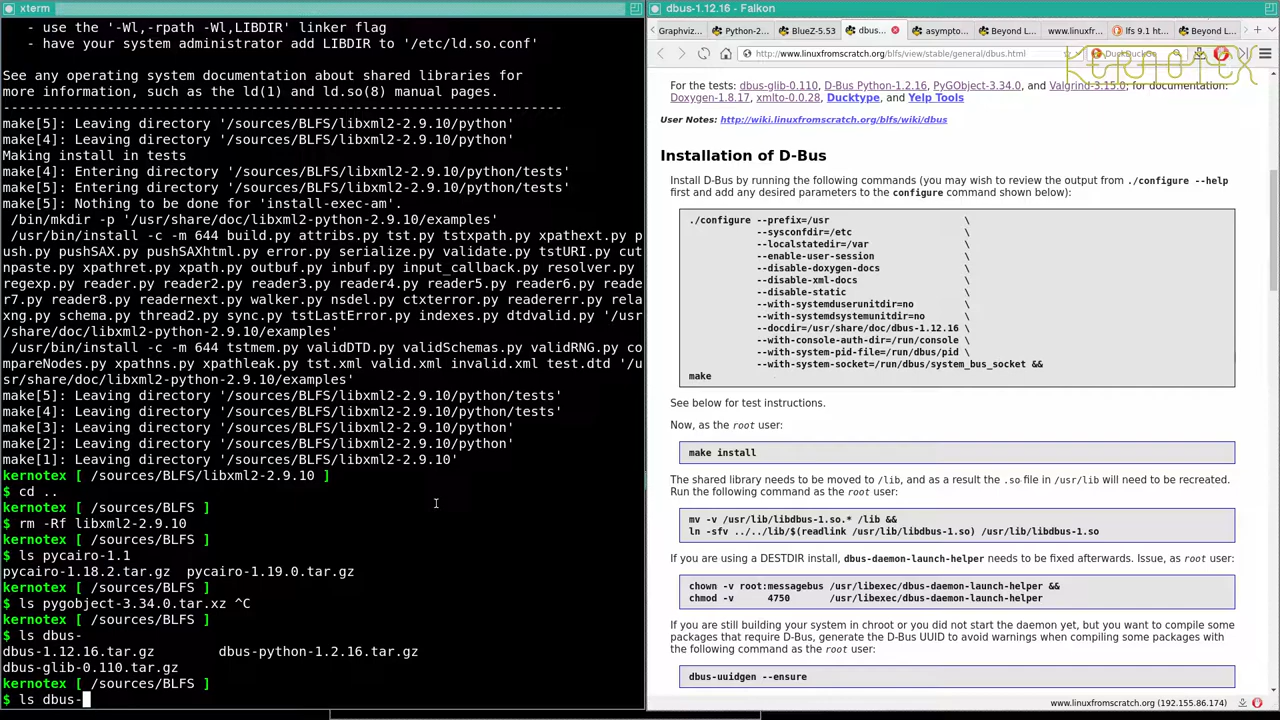 xterm
- use the '-Wl,-rpath -Wl,LIBDIR' linker flag
- have your system administrator add LIBDIR to '/etc/ld.so.conf'
See any operating system documentation about shared libraries for
more information, such as the ld(1) and ld.so(8) manual pages.
----------------------------------------------------------------------
make[5]: Leaving directory '/sources/BLFS/libxml2-2.9.10/python'
make[4]: Leaving directory '/sources/BLFS/libxml2-2.9.10/python'
Making install in tests
make[4]: Entering directory '/sources/BLFS/libxml2-2.9.10/python/tests'
make[5]: Entering directory '/sources/BLFS/libxml2-2.9.10/python/tests'
make[5]: Nothing to be done for 'install-exec-am'.
/bin/mkdir -p '/usr/share/doc/libxml2-python-2.9.10/examples'
/usr/bin/install -c -m 644 build.py attribs.py tst.py tstxpath.py xpathext.py p
ush.py pushSAX.py pushSAXhtml.py error.py serialize.py validate.py tstURI.py cut
npaste.py xpathret.py xpath.py outbuf.py inbuf.py input_callback.py resolver.py
regexp.py reader.py reader2.py reader3.py reader4.py reader5.py reader6.py reade
r7.py reader8.py readernext.py walker.py nsdel.py ctxterror.py readererr.py rela
xng.py schema.py thread2.py sync.py tstLastError.py indexes.py dtdvalid.py '/usr
/share/doc/libxml2-python-2.9.10/examples'
/usr/bin/install -c -m 644 tstmem.py validDTD.py validSchemas.py validRNG.py co
mpareNodes.py xpathns.py xpathleak.py tst.xml valid.xml invalid.xml test.dtd '/u
sr/share/doc/libxml2-python-2.9.10/examples'
make[5]: Leaving directory '/sources/BLFS/libxml2-2.9.10/python/tests'
make[4]: Leaving directory '/sources/BLFS/libxml2-2.9.10/python/tests'
make[3]: Leaving directory '/sources/BLFS/libxml2-2.9.10/python'
make[2]: Leaving directory '/sources/BLFS/libxml2-2.9.10/python'
make[1]: Leaving directory '/sources/BLFS/libxml2-2.9.10'
kernotex [ /sources/BLFS/libxml2-2.9.10 ]
$ cd ..
kernotex [ /sources/BLFS ]
$ rm -Rf libxml2-2.9.10
kernotex [ /sources/BLFS ]
$ ls pycairo-1.1
pycairo-1.18.2.tar.gz pycairo-1.19.0.tar.gz
kernotex [ /sources/BLFS ]
$ ls pygobject-3.34.0.tar.xz ^C
kernotex [ /sources/BLFS ]
$ ls dbus-
dbus-1.12.16.tar.gz dbus-python-1.2.16.tar.gz
dbus-glib-0.110.tar.gz
kernotex [ /sources/BLFS ]
$ ls dbus-
dbus-1.12.16 - Falkon
Graphviz... Python-2... BlueZ-5.53 dbus... asympto... Beyond L... www.linuxfr... lfs 9.1 ht... Beyond L...
http://www.linuxfromscratch.org/blfs/view/stable/general/dbus.html DuckDuckGo
KERNOTEX
For the tests: dbus-glib-0.110, D-Bus Python-1.2.16, PyGObject-3.34.0, and Valgrind-3.15.0; for documentation:
Doxygen-1.8.17, xmlto-0.0.28, Ducktype, and Yelp Tools
User Notes: http://wiki.linuxfromscratch.org/blfs/wiki/dbus
Installation of D-Bus
Install D-Bus by running the following commands (you may wish to review the output from ./configure --help
first and add any desired parameters to the configure command shown below):
./configure --prefix=/usr \
--sysconfdir=/etc \
--localstatedir=/var \
--enable-user-session \
--disable-doxygen-docs \
--disable-xml-docs \
--disable-static \
--with-systemduserunitdir=no \
--with-systemdsystemunitdir=no \
--docdir=/usr/share/doc/dbus-1.12.16 \
--with-console-auth-dir=/run/console \
--with-system-pid-file=/run/dbus/pid \
--with-system-socket=/run/dbus/system_bus_socket &&
make
See below for test instructions.
Now, as the root user:
make install
The shared library needs to be moved to /lib, and as a result the .so file in /usr/lib will need to be recreated.
Run the following command as the root user:
mv -v /usr/lib/libdbus-1.so.* /lib &&
ln -sfv ../../lib/$(readlink /usr/lib/libdbus-1.so) /usr/lib/libdbus-1.so
If you are using a DESTDIR install, dbus-daemon-launch-helper needs to be fixed afterwards. Issue, as root user:
chown -v root:messagebus /usr/libexec/dbus-daemon-launch-helper &&
chmod -v 4750 /usr/libexec/dbus-daemon-launch-helper
If you are still building your system in chroot or you did not start the daemon yet, but you want to compile some
packages that require D-Bus, generate the D-Bus UUID to avoid warnings when compiling some packages with
the following command as the root user:
dbus-uuidgen --ensure
www.linuxfromscratch.org (192.155.86.174)